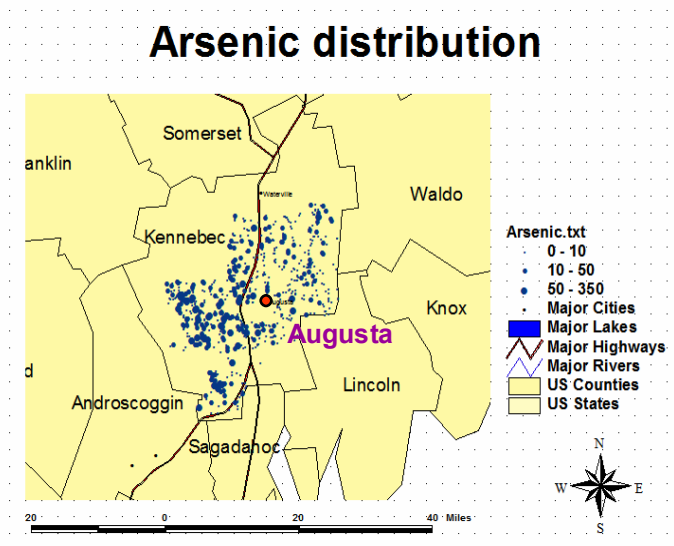 Arsenic distribution
Somerset
anklin
Waterville
Waldo
Kennebec
Knox
Augusta
Lincoln
d
Androscoggin
Sagadahoc
Arsenic.txt
0 - 10
10 - 50
50 - 350
Major Cities
Major Lakes
Major Highways
Major Rivers
US Counties
US States
N
W
E
S
20
0
20
40 Miles